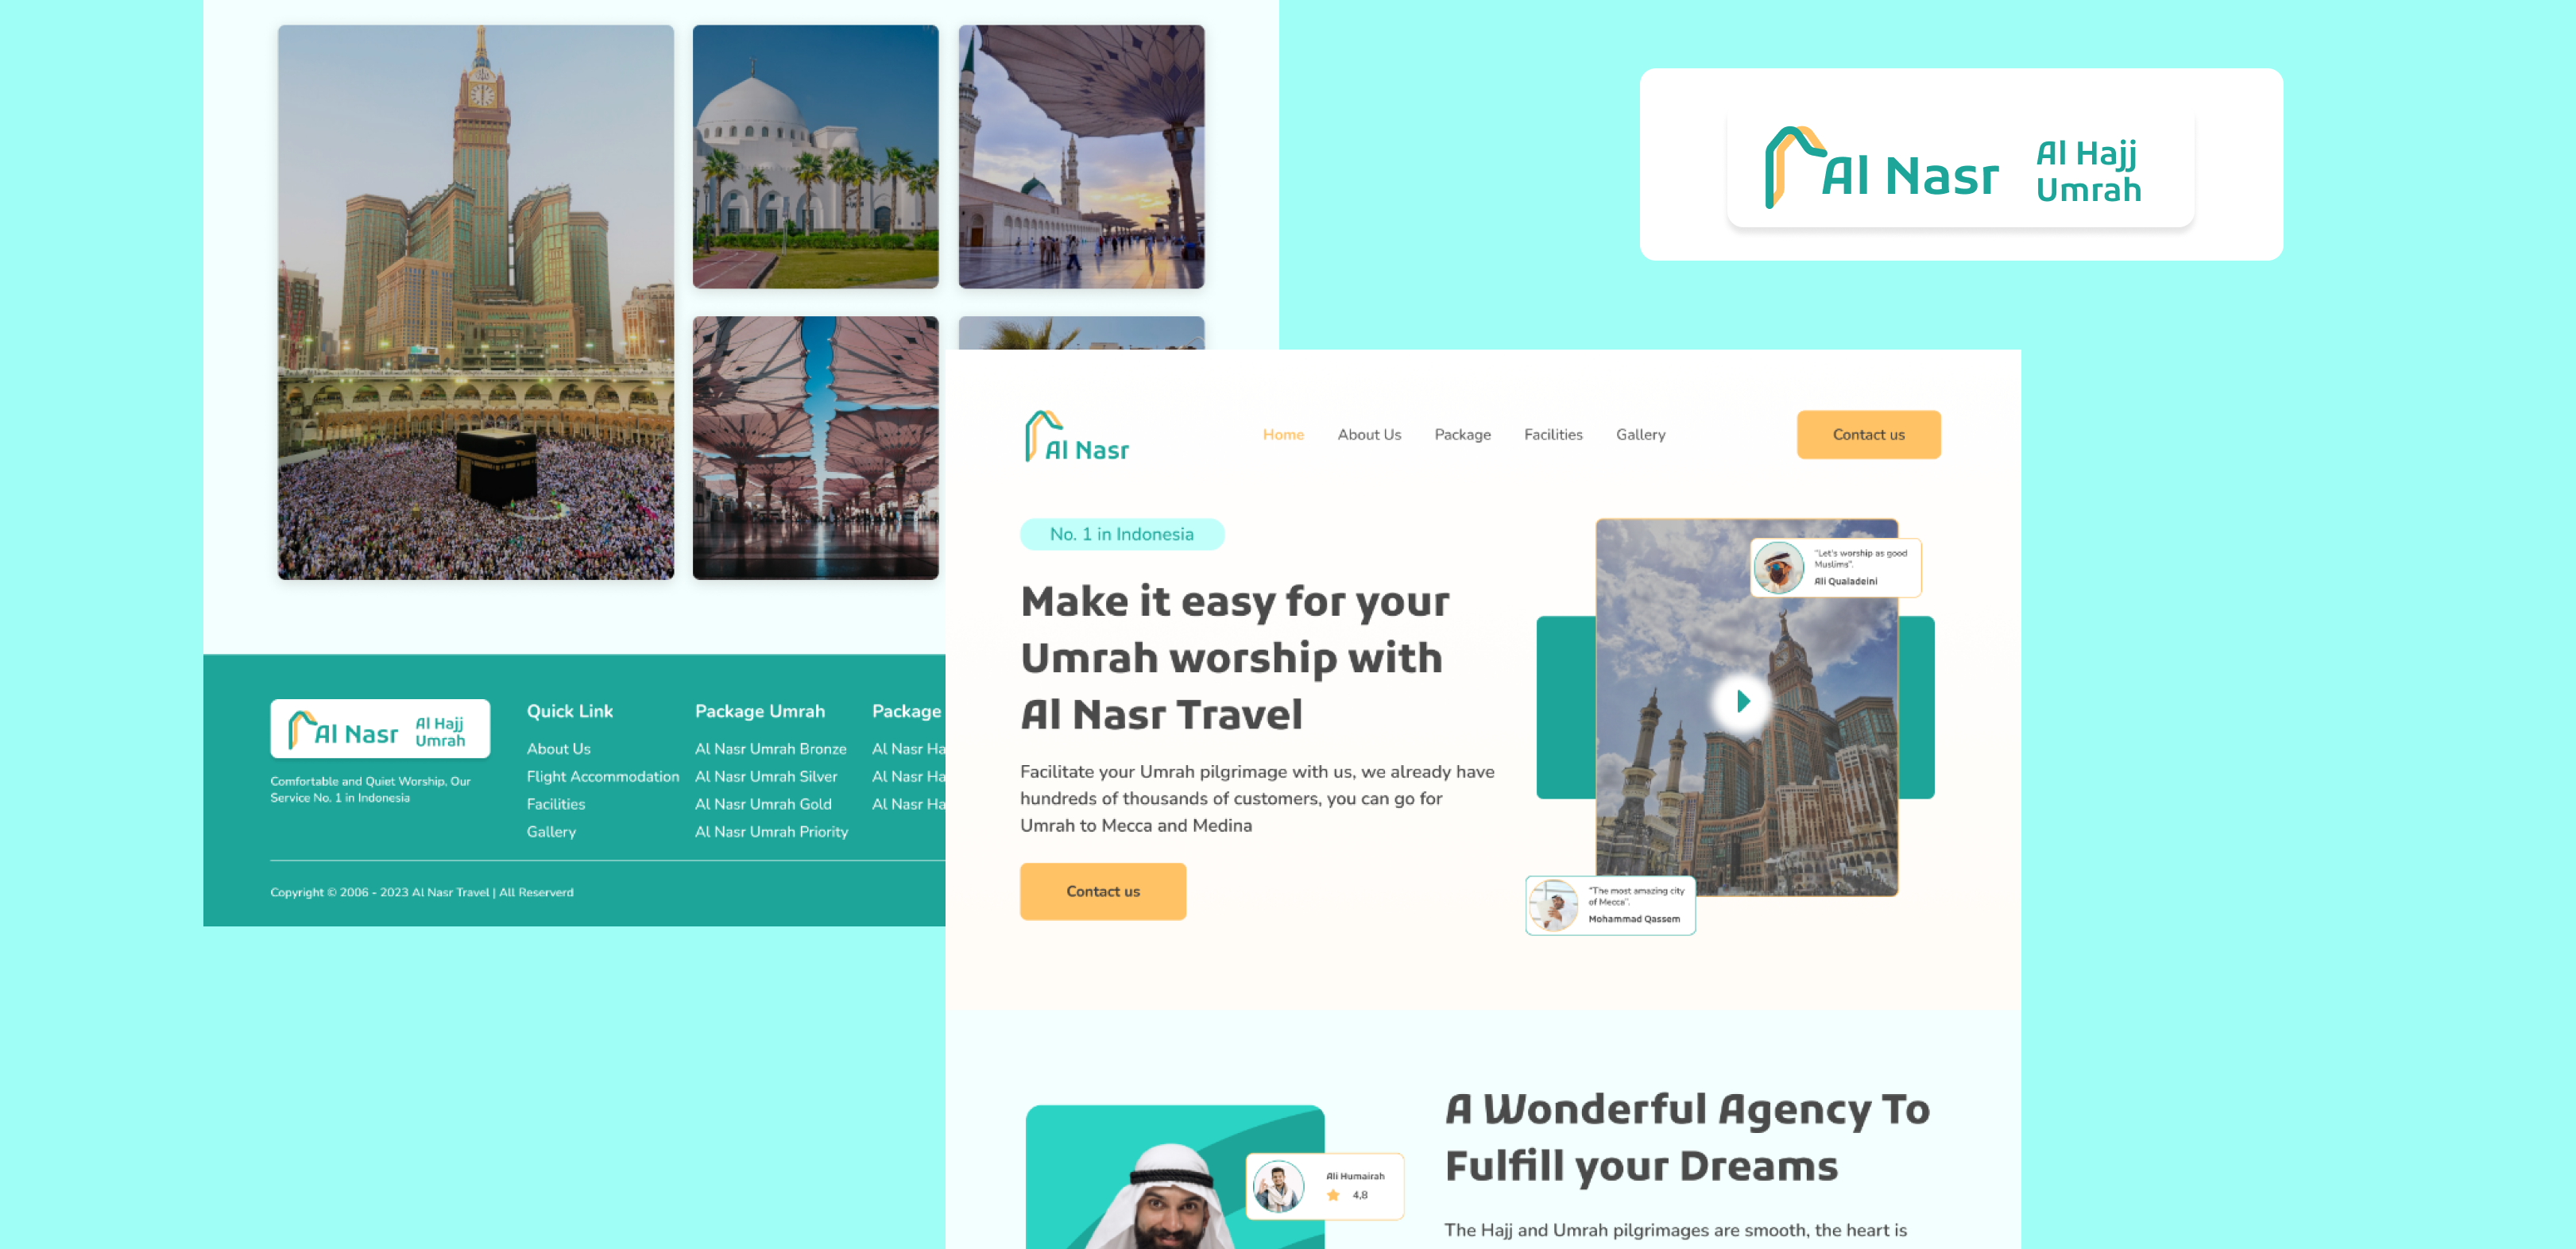 Al Nasr
Al Hajj
Umrah
Al Nasr
Home
About Us
Package
Facilities
Gallery
Contact us
No. 1 in Indonesia
Make it easy for your
Umrah worship with
Al Nasr Travel
Facilitate your Umrah pilgrimage with us, we already have
hundreds of thousands of customers, you can go for
Umrah to Mecca and Medina
Contact us
"Let's worship as good
Muslims".
Ali Qualadeini
"The most amazing city
of Mecca".
Mohammad Qassem
Al Nasr
Al Hajj
Umrah
Comfortable and Quiet Worship, Our
Service No. 1 in Indonesia
Quick Link
About Us
Flight Accommodation
Facilities
Gallery
Package Umrah
Al Nasr Umrah Bronze
Al Nasr Umrah Silver
Al Nasr Umrah Gold
Al Nasr Umrah Priority
Package
Al Nasr Ha
Al Nasr Ha
Al Nasr Ha
Copyright © 2006 - 2023 Al Nasr Travel | All Reserverd
Ali Humairah
4,8
A Wonderful Agency To
Fulfill your Dreams
The Hajj and Umrah pilgrimages are smooth, the heart is